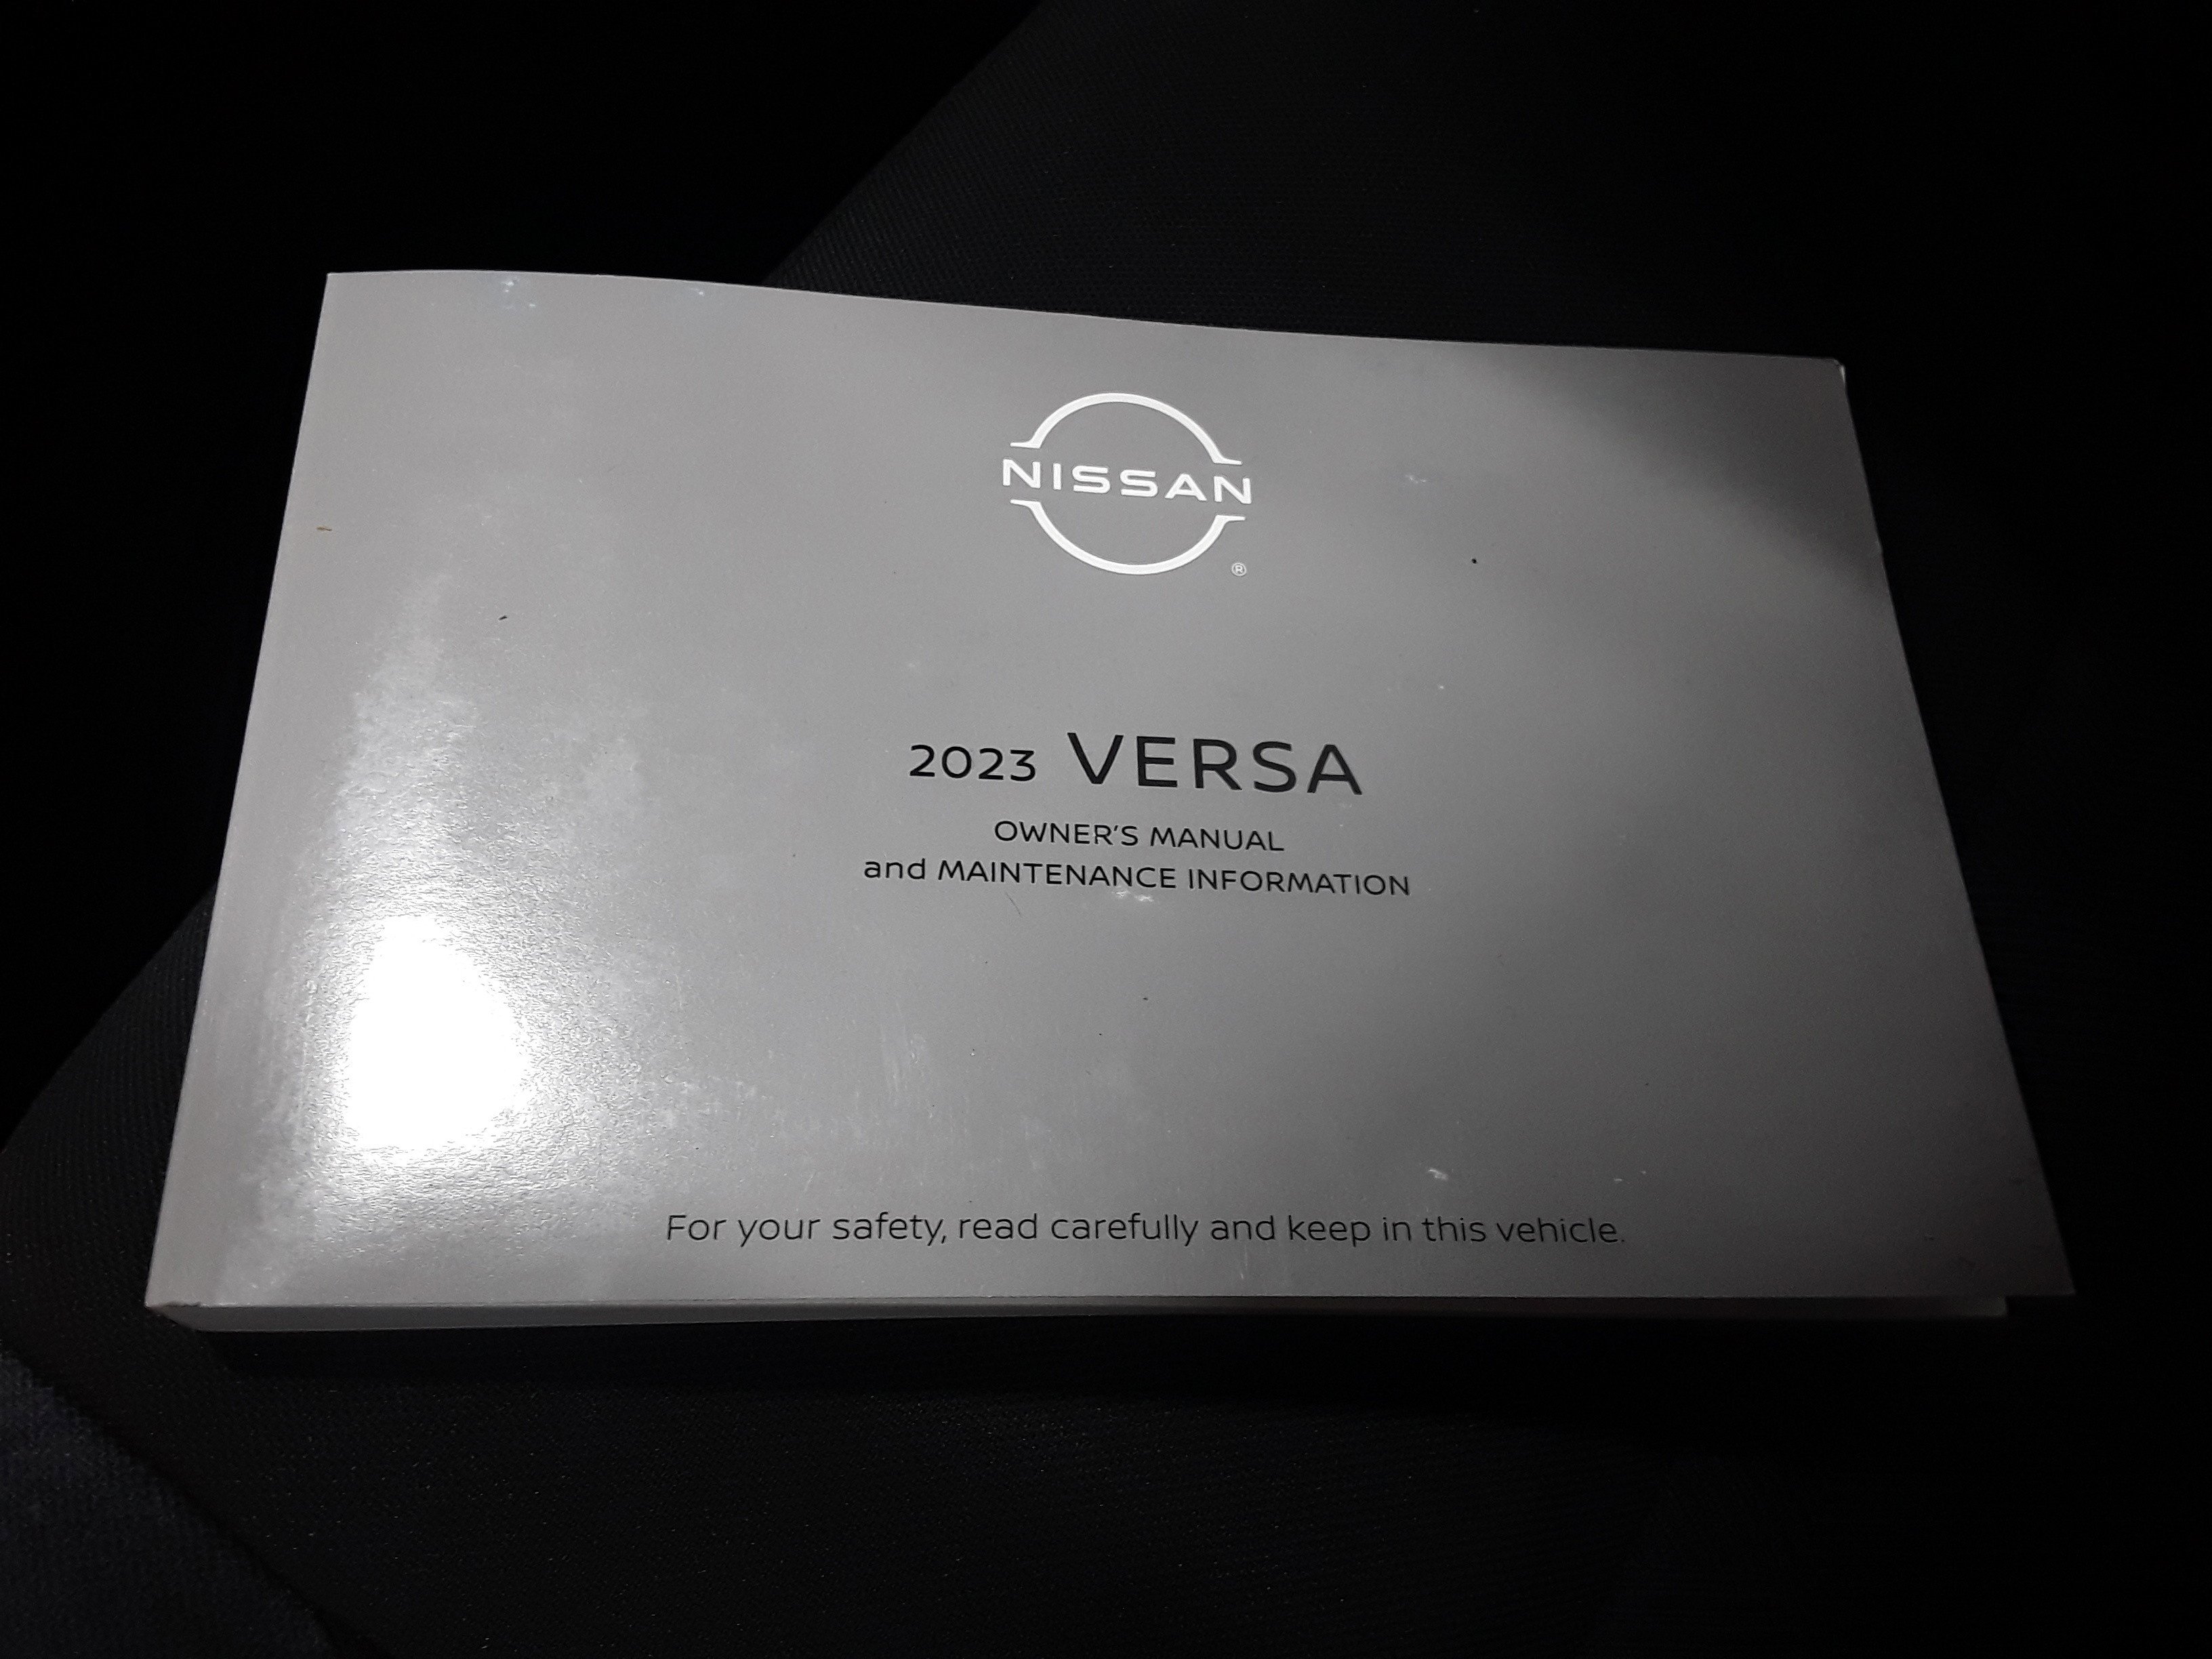 NISSAN
®
2023 VERSA
OWNER'S MANUAL
and MAINTENANCE INFORMATION
For your safety, read carefully and keep in this vehicle.